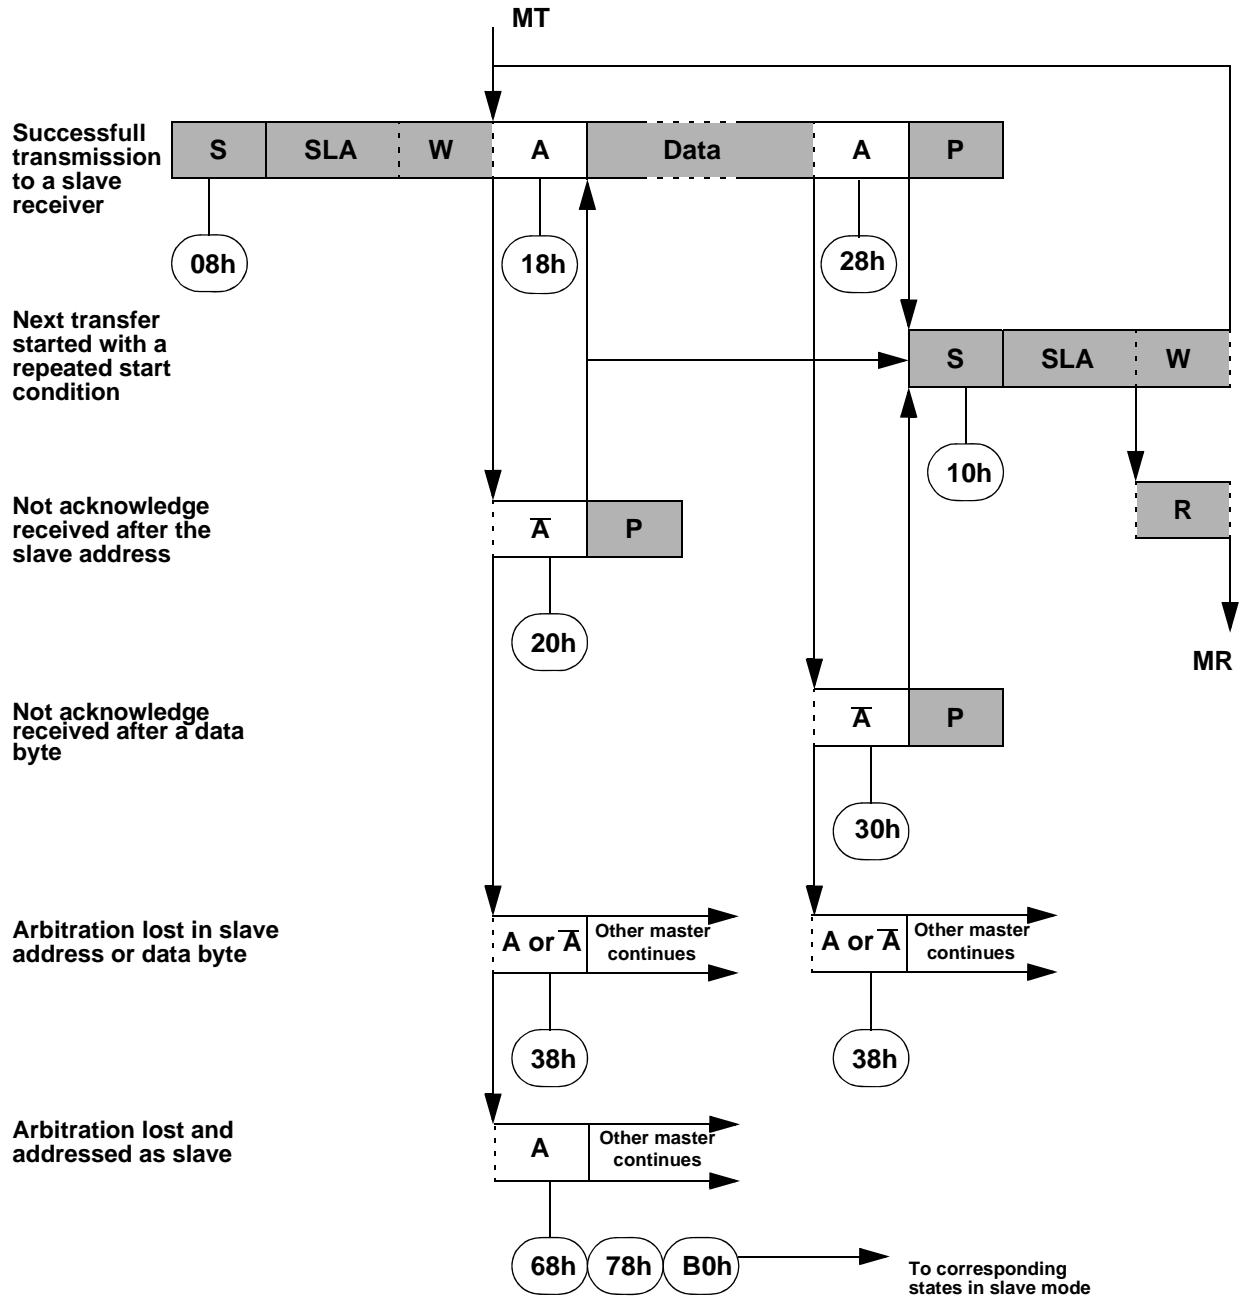 MT
Successfull
transmission
to a slave
receiver
S SLA W A Data A P
08h 18h 28h
Next transfer
started with a
repeated start
condition
S SLA W
10h
Not acknowledge
received after the
slave address
A̅ P
R
20h
MR
Not acknowledge
received after a data
byte
A̅ P
30h
Arbitration lost in slave
address or data byte
A or A̅ Other master
continues
A or A̅ Other master
continues
38h 38h
Arbitration lost and
addressed as slave
A Other master
continues
68h 78h B0h
To corresponding
states in slave mode